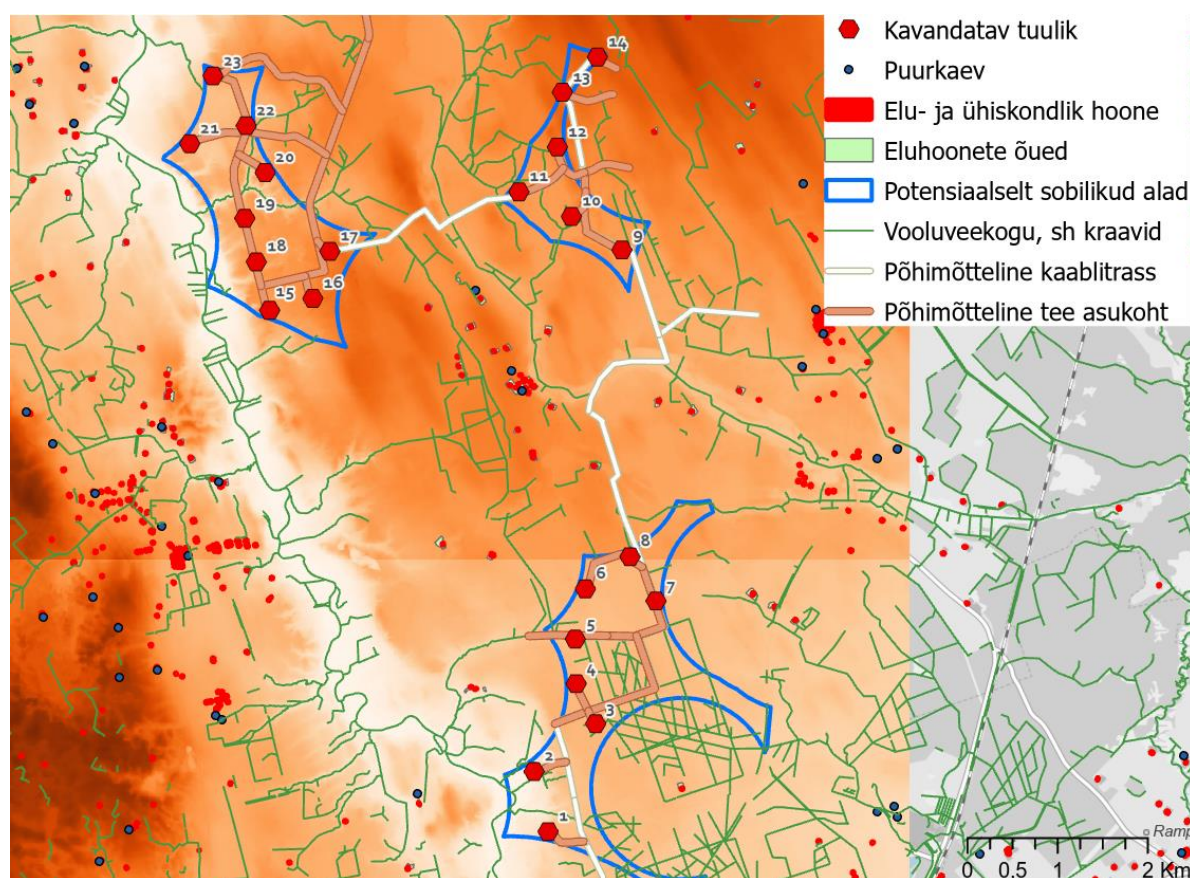 Kavandatav tuulik
Puurkaev
Elu- ja ühiskondlik hoone
Eluhoonete õued
Potensiaalselt sobilikud alad
Vooluveekogu, sh kraavid
Põhimõtteline kaablitrass
Põhimõtteline tee asukoht
14
23
13
22
12
21
20
11
10
19
17
9
18
16
15
8
6
7
5
4
3
2
1
Ramp
0 0.5 1 2 Km